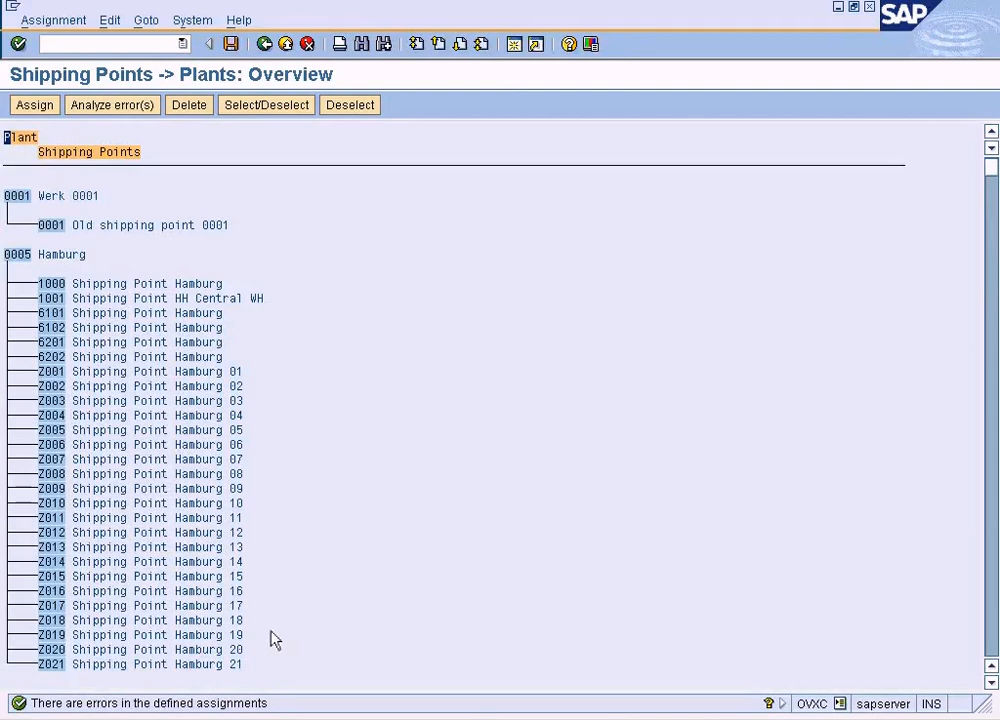 Assignment Edit Goto System Help
SAP
Shipping Points -> Plants: Overview
Assign Analyze error(s) Delete Select/Deselect Deselect
Plant
Shipping Points
0001 Werk 0001
0001 Old shipping point 0001
0005 Hamburg
1000 Shipping Point Hamburg
1001 Shipping Point HH Central WH
6101 Shipping Point Hamburg
6102 Shipping Point Hamburg
6201 Shipping Point Hamburg
6202 Shipping Point Hamburg
Z001 Shipping Point Hamburg 01
Z002 Shipping Point Hamburg 02
Z003 Shipping Point Hamburg 03
Z004 Shipping Point Hamburg 04
Z005 Shipping Point Hamburg 05
Z006 Shipping Point Hamburg 06
Z007 Shipping Point Hamburg 07
Z008 Shipping Point Hamburg 08
Z009 Shipping Point Hamburg 09
Z010 Shipping Point Hamburg 10
Z011 Shipping Point Hamburg 11
Z012 Shipping Point Hamburg 12
Z013 Shipping Point Hamburg 13
Z014 Shipping Point Hamburg 14
Z015 Shipping Point Hamburg 15
Z016 Shipping Point Hamburg 16
Z017 Shipping Point Hamburg 17
Z018 Shipping Point Hamburg 18
Z019 Shipping Point Hamburg 19
Z020 Shipping Point Hamburg 20
Z021 Shipping Point Hamburg 21
There are errors in the defined assignments OVXC sapserver INS